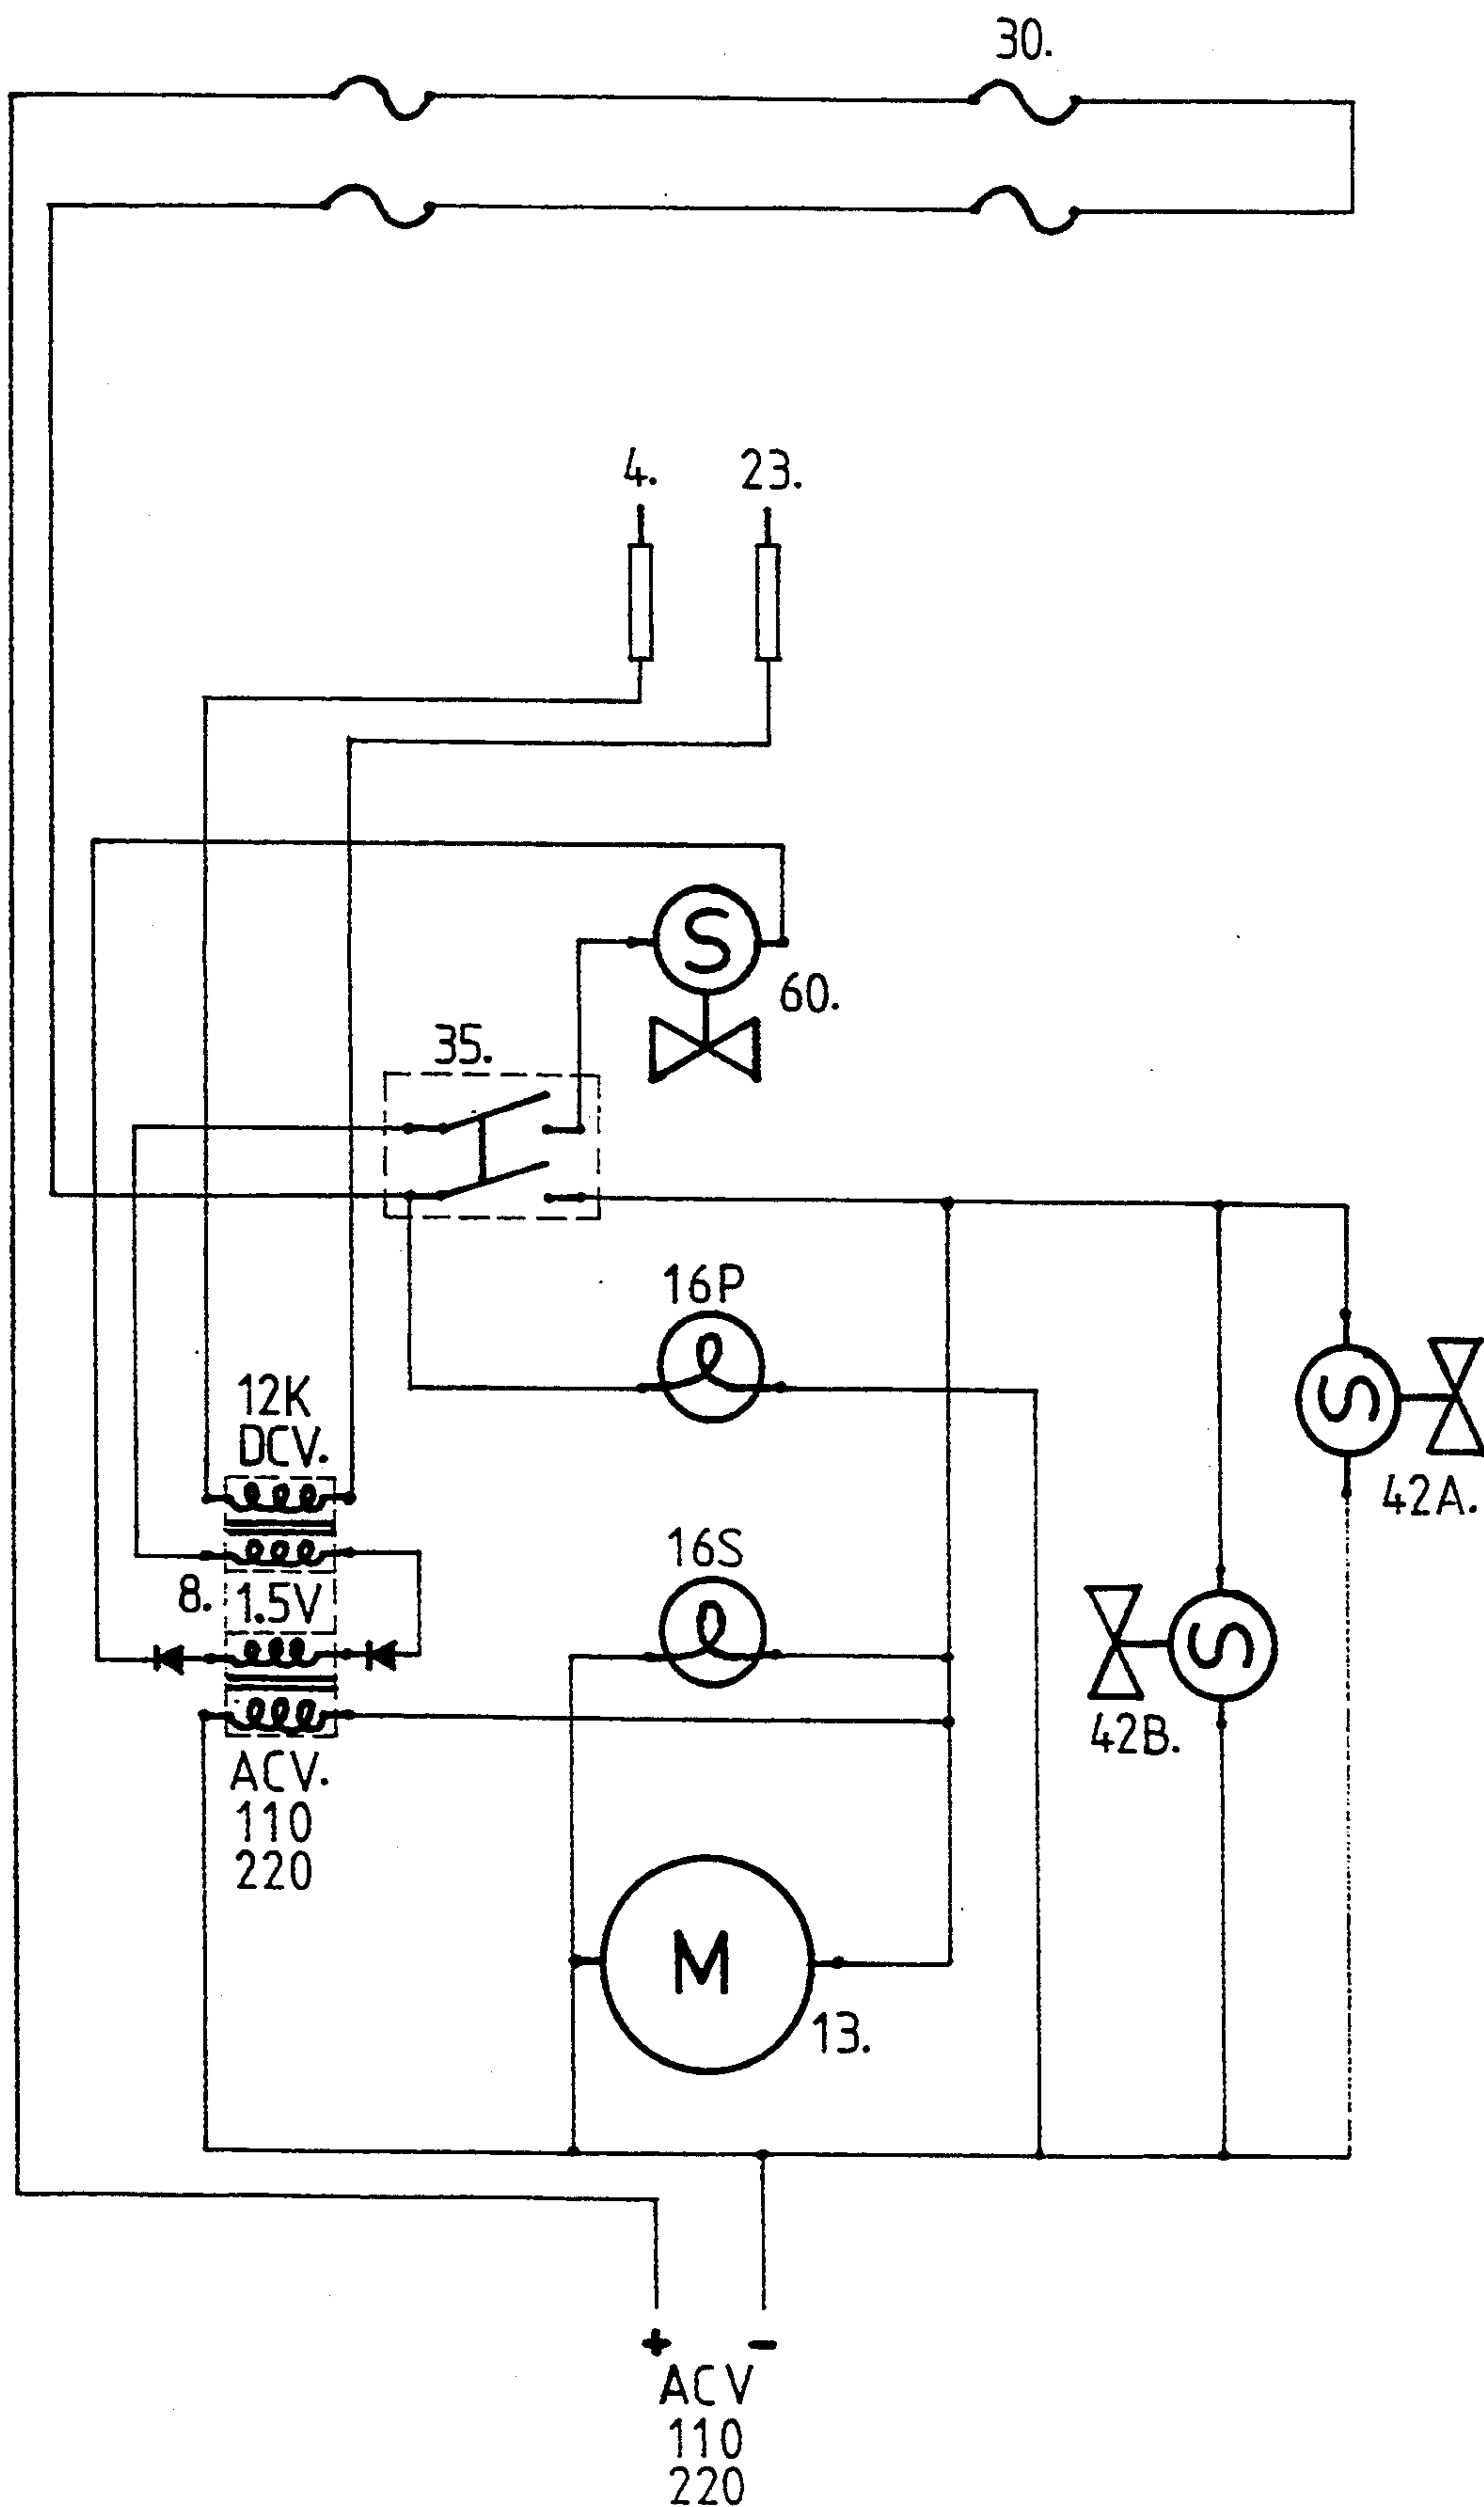 30.
4.
23.
S
60.
35.
16P
12K
DCV.
S
42A.
16S
8.
1.5V
S
42B.
ACV.
110
220
M
13.
+ -
ACV
110
220